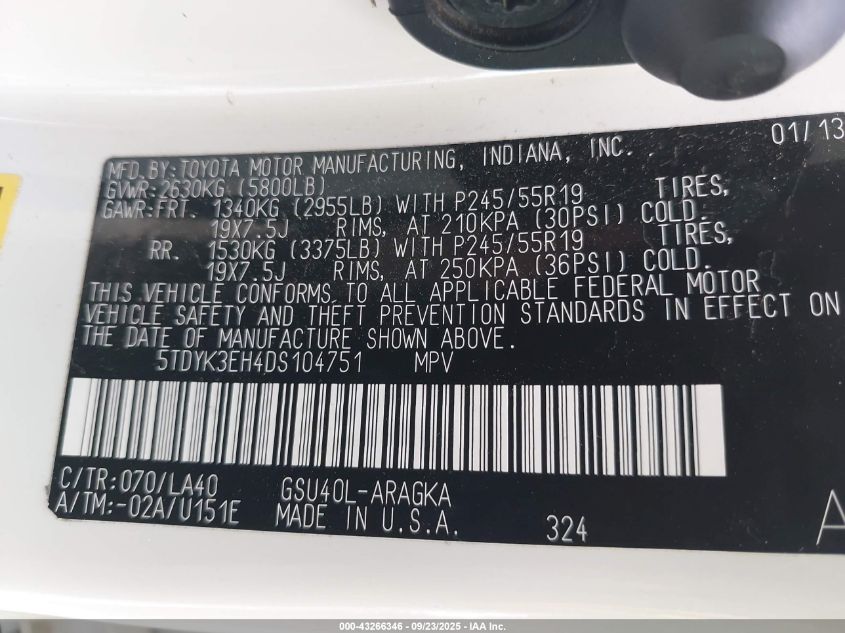 01/13
MFD.BY:TOYOTA MOTOR MANUFACTURING, INDIANA, INC.
GVWR:2630KG (5800LB)
GAWR:FRT. 1340KG (2955LB) WITH P245/55R19 TIRES,
19X7.5J RIMS, AT 210KPA (30PSI) COLD.
RR. 1530KG (3375LB) WITH P245/55R19 TIRES,
19X7.5J RIMS, AT 250KPA (36PSI) COLD.
THIS VEHICLE CONFORMS TO ALL APPLICABLE FEDERAL MOTOR
VEHICLE SAFETY AND THEFT PREVENTION STANDARDS IN EFFECT ON
THE DATE OF MANUFACTURE SHOWN ABOVE.
5TDYK3EH4DS104751 MPV
C/TR:070/LA40 GSU40L-ARAGKA
A/TM:-02A/U151E MADE IN U.S.A. 324 A
000-43266346 - 09/23/2025 - IAA Inc.